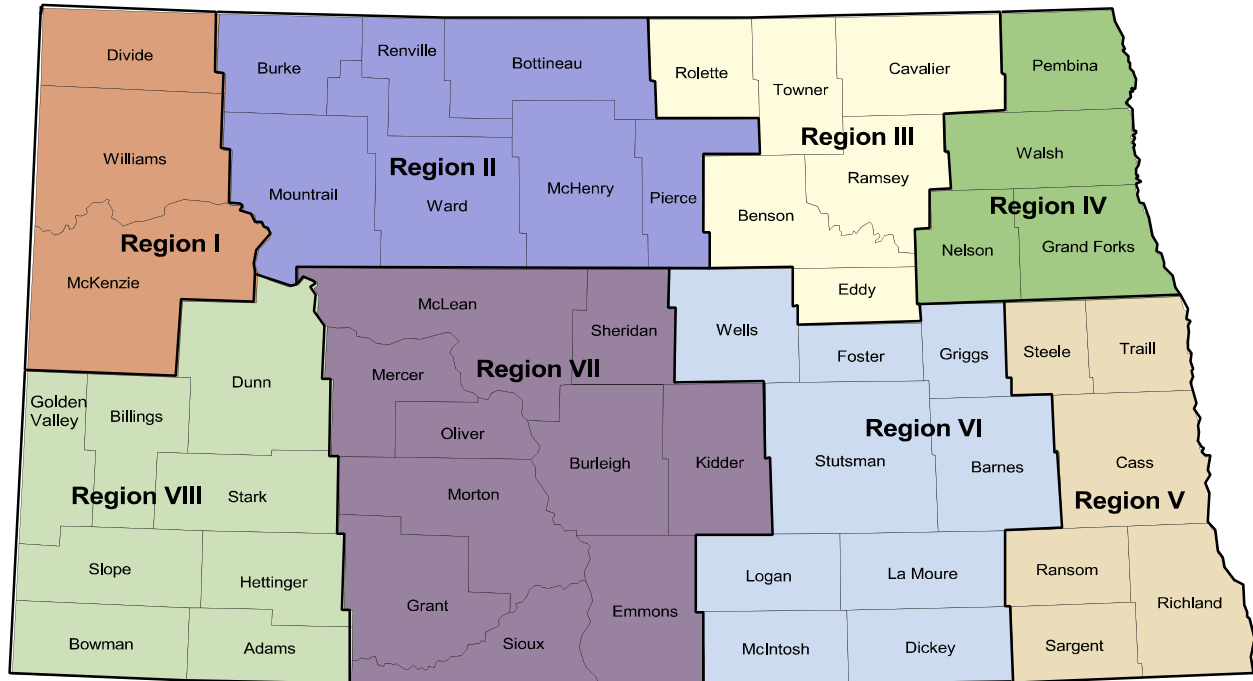 Divide
Burke
Renville
Bottineau
Rolette
Towner
Cavalier
Pembina
Williams
Mountrail
Region II
Ward
McHenry
Pierce
Region III
Benson
Ramsey
Walsh
Region IV
Nelson
Grand Forks
Region I
McKenzie
Eddy
McLean
Sheridan
Wells
Foster
Griggs
Steele
Traill
Dunn
Mercer
Region VII
Golden
Valley
Billings
Oliver
Burleigh
Kidder
Region VI
Stutsman
Barnes
Cass
Region V
Region VIII
Stark
Morton
Slope
Hettinger
Grant
Emmons
Logan
La Moure
Ransom
Richland
Bowman
Adams
Sioux
McIntosh
Dickey
Sargent